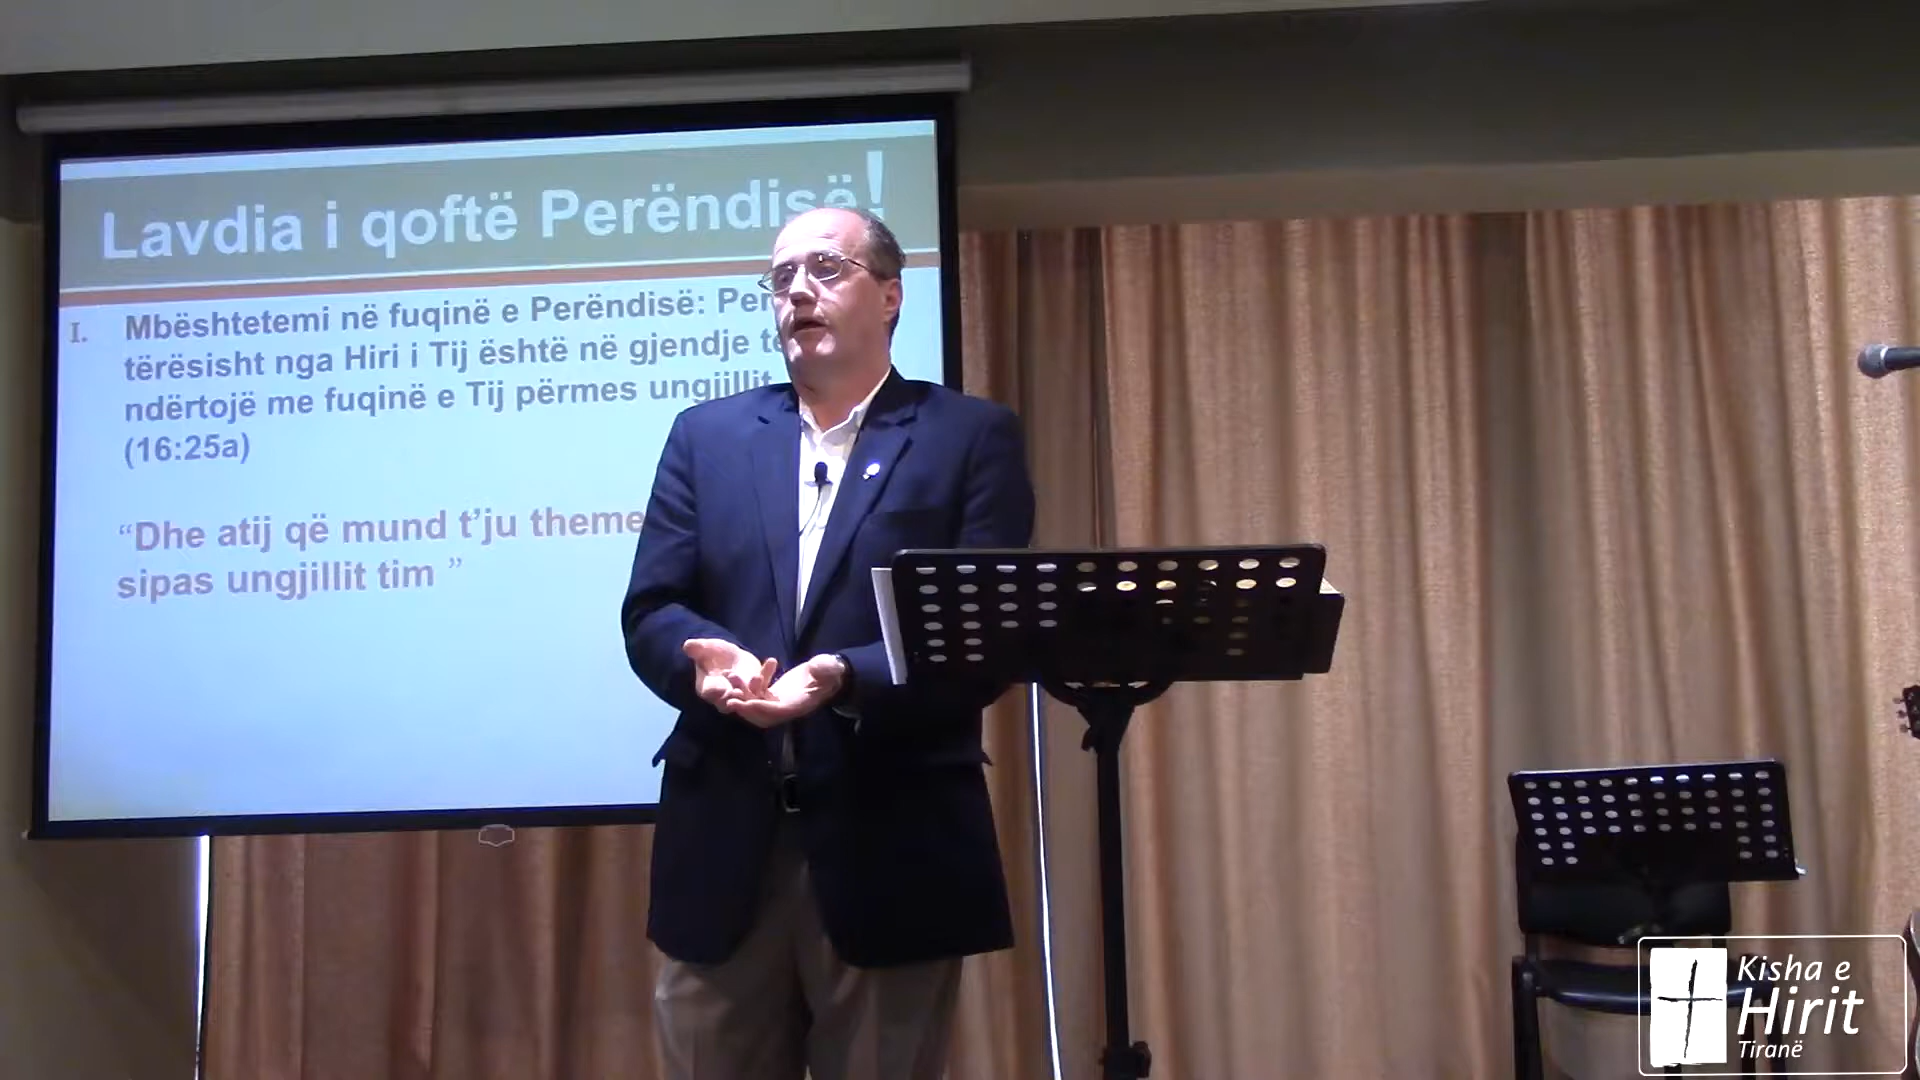 Lavdia i qoftë Perëndisë!
I. Mbështetemi në fuqinë e Perëndisë:
tërësisht nga Hiri i Tij është në gjendje
ndërtojë me fuqinë e Tij përmes ungjillit
(16:25a)
“Dhe atij që mund t’ju
sipas ungjillit tim ”
Kisha e
Hirit
Tiranë